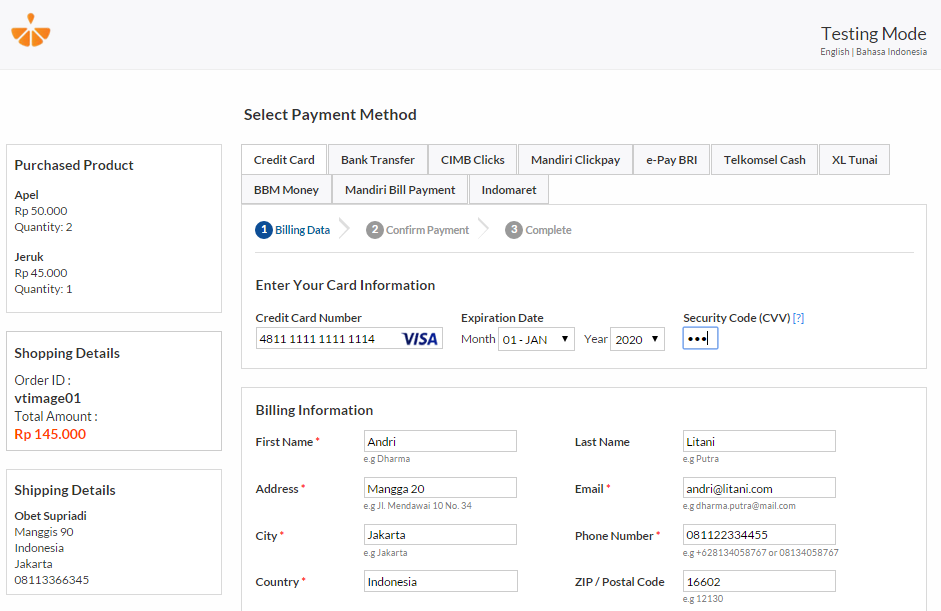 Testing Mode
English | Bahasa Indonesia
Select Payment Method
Purchased Product
Apel
Rp 50.000
Quantity: 2
Jeruk
Rp 45.000
Quantity: 1
Shopping Details
Order ID :
vtimage01
Total Amount :
Rp 145.000
Shipping Details
Obet Supriadi
Manggis 90
Indonesia
Jakarta
08113366345
Credit Card Bank Transfer CIMB Clicks Mandiri Clickpay e-Pay BRI Telkomsel Cash XL Tunai
BBM Money Mandiri Bill Payment Indomaret
1 Billing Data 2 Confirm Payment 3 Complete
Enter Your Card Information
Credit Card Number Expiration Date Security Code (CVV) [?]
4811 1111 1111 1114 VISA Month 01 - JAN Year 2020 •••
Billing Information
First Name * Andri Last Name Litani
e.g Dharma e.g Putra
Address * Mangga 20 Email * andri@litani.com
e.g Jl. Mendawai 10 No. 34 e.g dharma.putra@mail.com
City * Jakarta Phone Number * 081122334455
e.g Jakarta e.g +628134058767 or 08134058767
Country * Indonesia ZIP / Postal Code 16602
e.g 12130